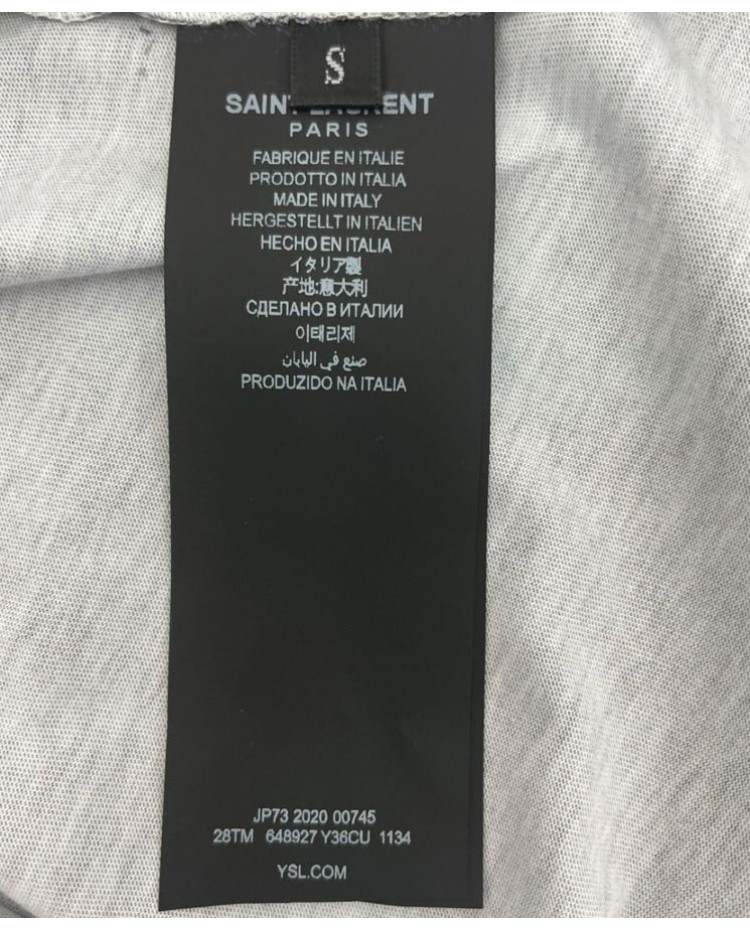 S
SAINT LAURENT
PARIS
FABRIQUE EN ITALIE
PRODOTTO IN ITALIA
MADE IN ITALY
HERGESTELLT IN ITALIEN
HECHO EN ITALIA
イタリア製
产地:意大利
СДЕЛАНО В ИТАЛИИ
이태리제
صنع في اليابان
PRODUZIDO NA ITALIA
JP73 2020 00745
28TM 648927 Y36CU 1134
YSL.COM